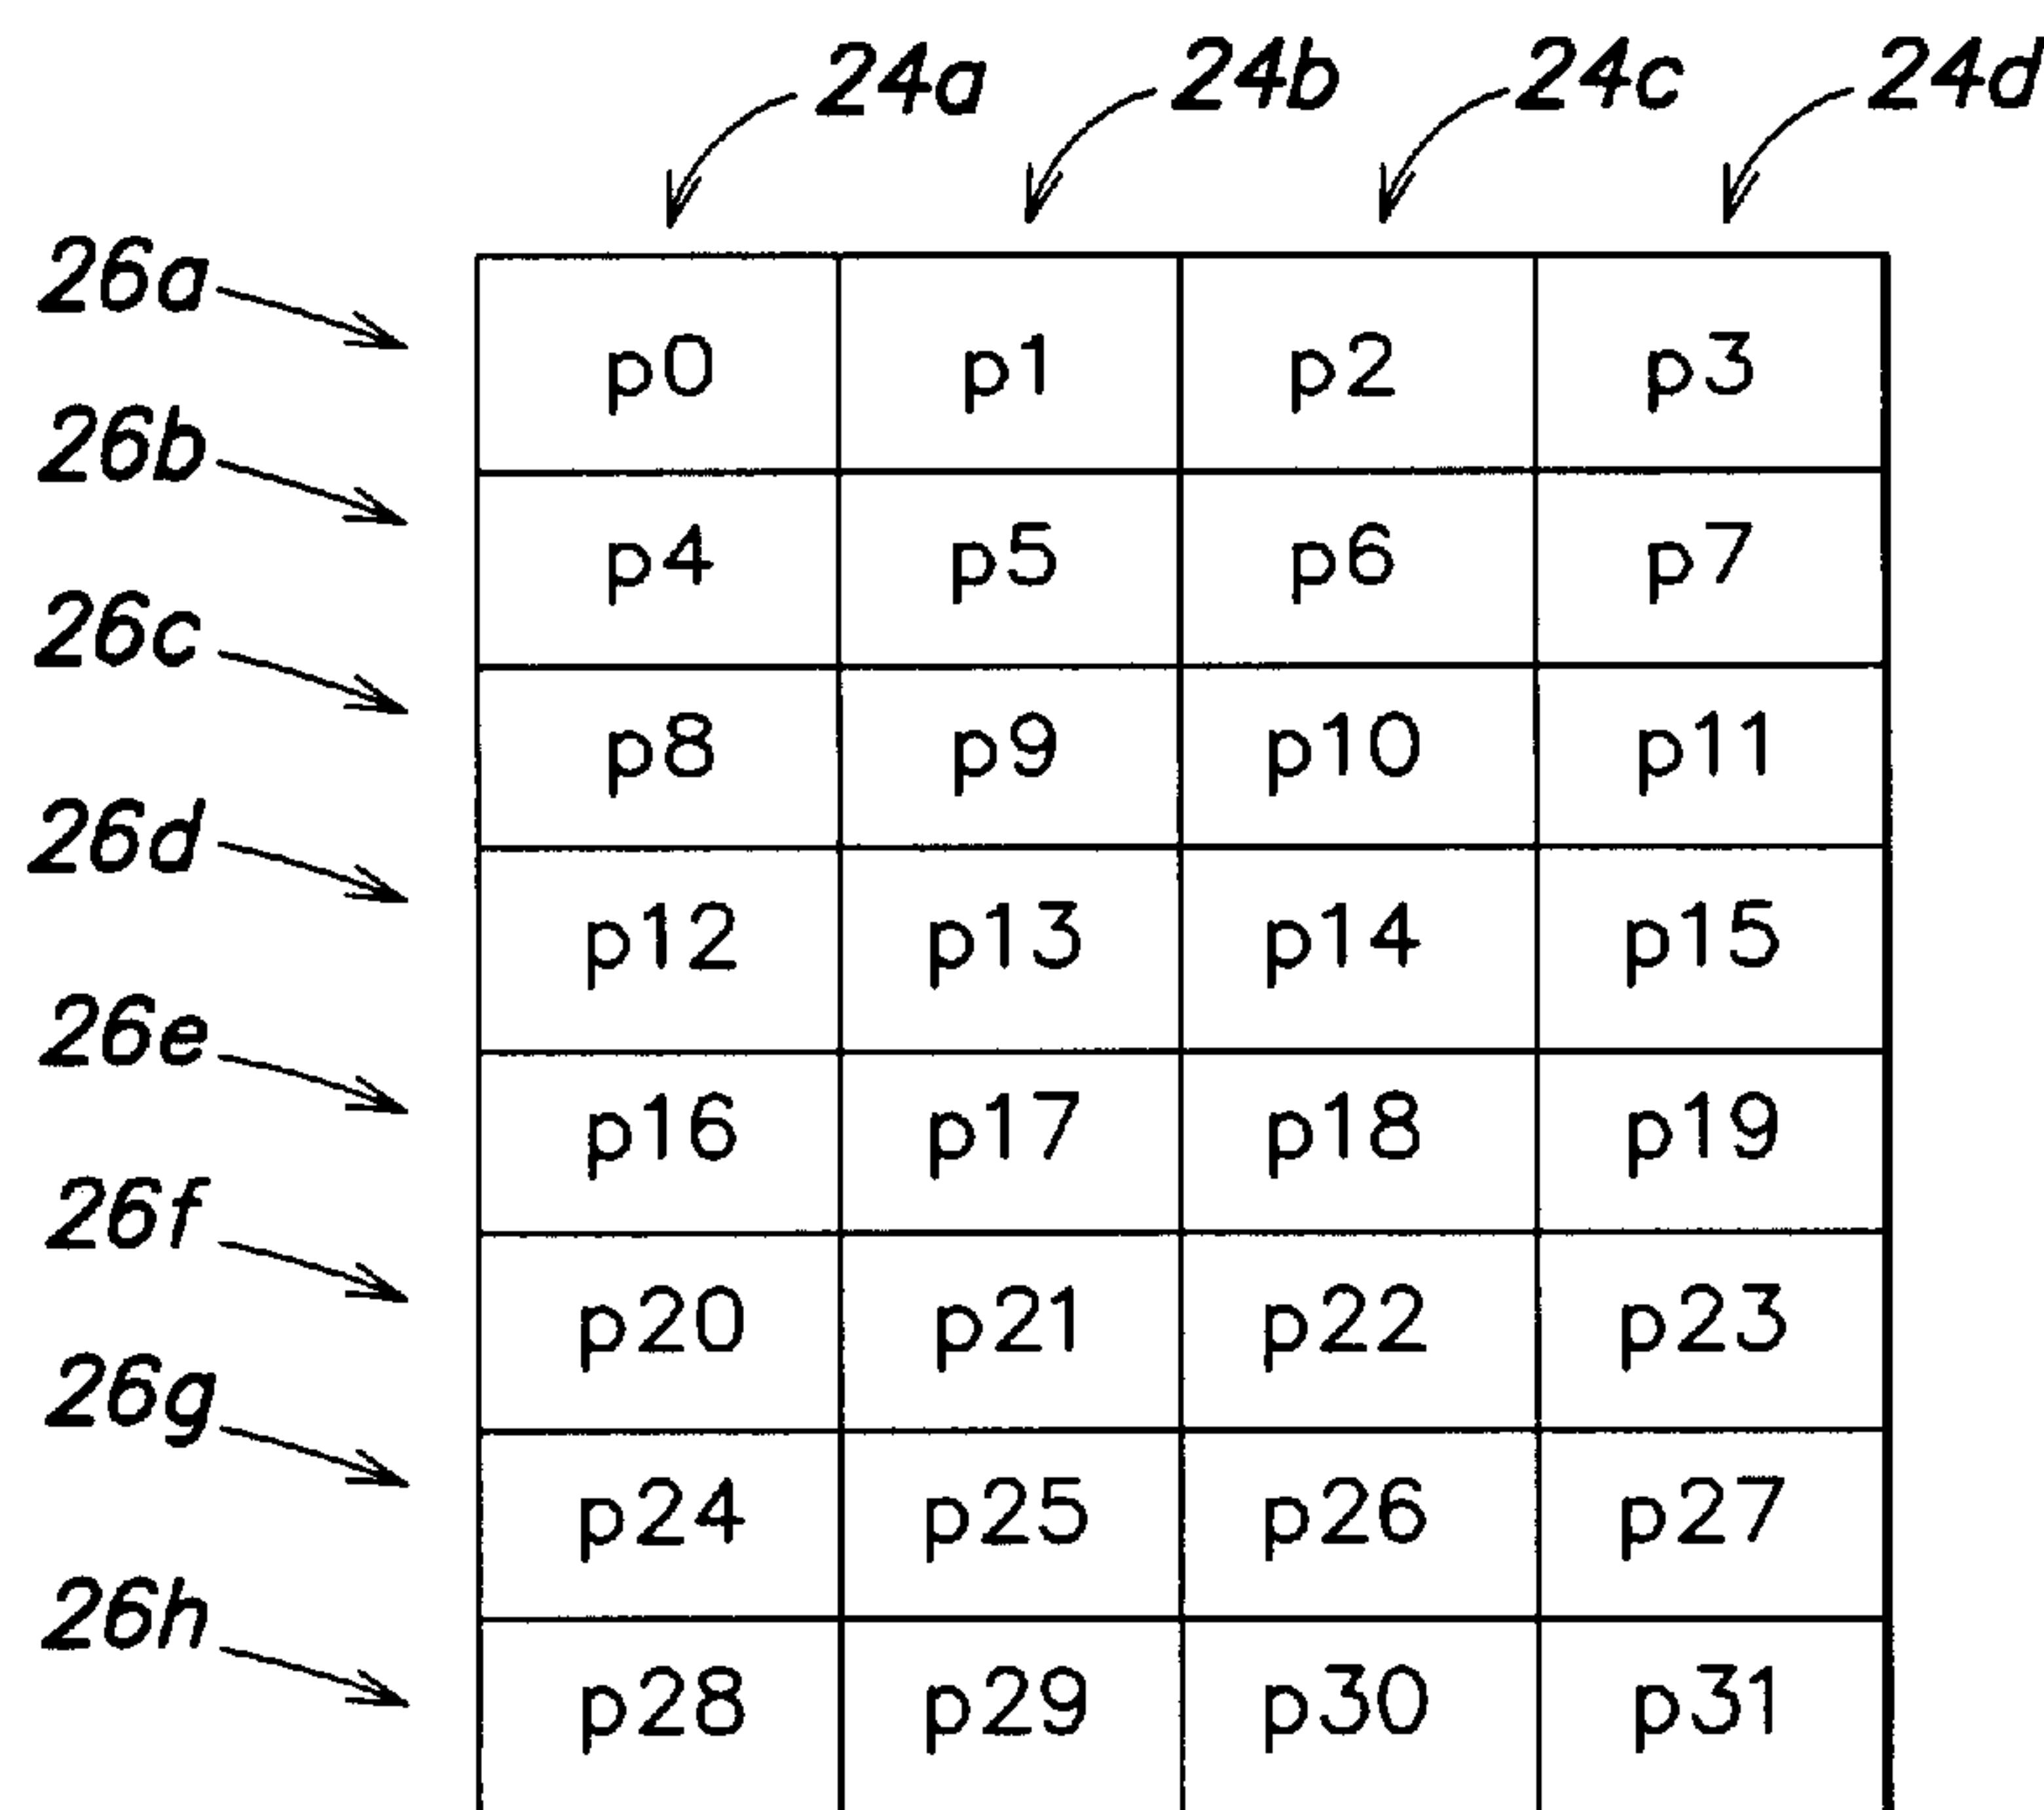 24a 24b 24c 24d
26a p0 p1 p2 p3
26b p4 p5 p6 p7
26c p8 p9 p10 p11
26d p12 p13 p14 p15
26e p16 p17 p18 p19
26f p20 p21 p22 p23
26g p24 p25 p26 p27
26h p28 p29 p30 p31